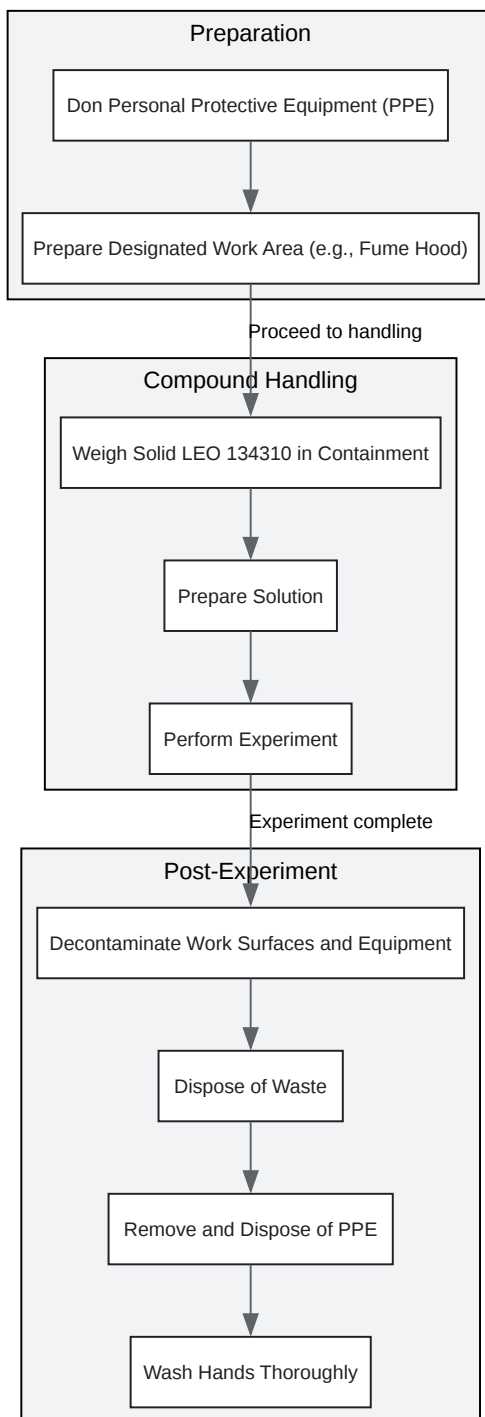 Preparation
Don Personal Protective Equipment (PPE)
Prepare Designated Work Area (e.g., Fume Hood)
Proceed to handling
Compound Handling
Weigh Solid LEO 134310 in Containment
Prepare Solution
Perform Experiment
Experiment complete
Post-Experiment
Decontaminate Work Surfaces and Equipment
Dispose of Waste
Remove and Dispose of PPE
Wash Hands Thoroughly